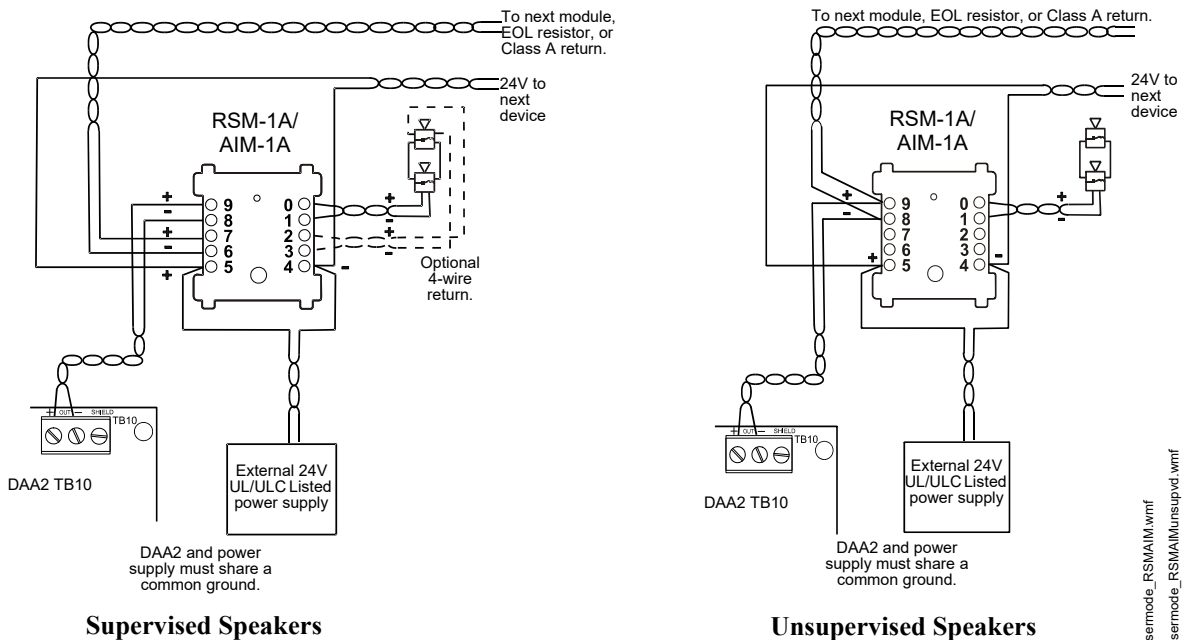 To next module,
EOL resistor, or
Class A return.
24V to
next
device
RSM-1A/
AIM-1A
+
-
+
-
+
9
8
7
6
5
0
1
2
3
4
+
-
+
-
-
Optional
4-wire
return.
+ OUT — SHIELD
TB10
DAA2 TB10
External 24V
UL/ULC Listed
power supply
DAA2 and power
supply must share a
common ground.
Supervised Speakers
To next module, EOL resistor, or Class A return.
24V to
next
device
RSM-1A/
AIM-1A
+
-
+
9
8
7
6
5
0
1
2
3
4
+
-
-
+ OUT — SHIELD
TB10
DAA2 TB10
External 24V
UL/ULC Listed
power supply
DAA2 and power
supply must share a
common ground.
Unsupervised Speakers
sermode_RSMAIM.wmf
sermode_RSMAIMunsupvd.wmf